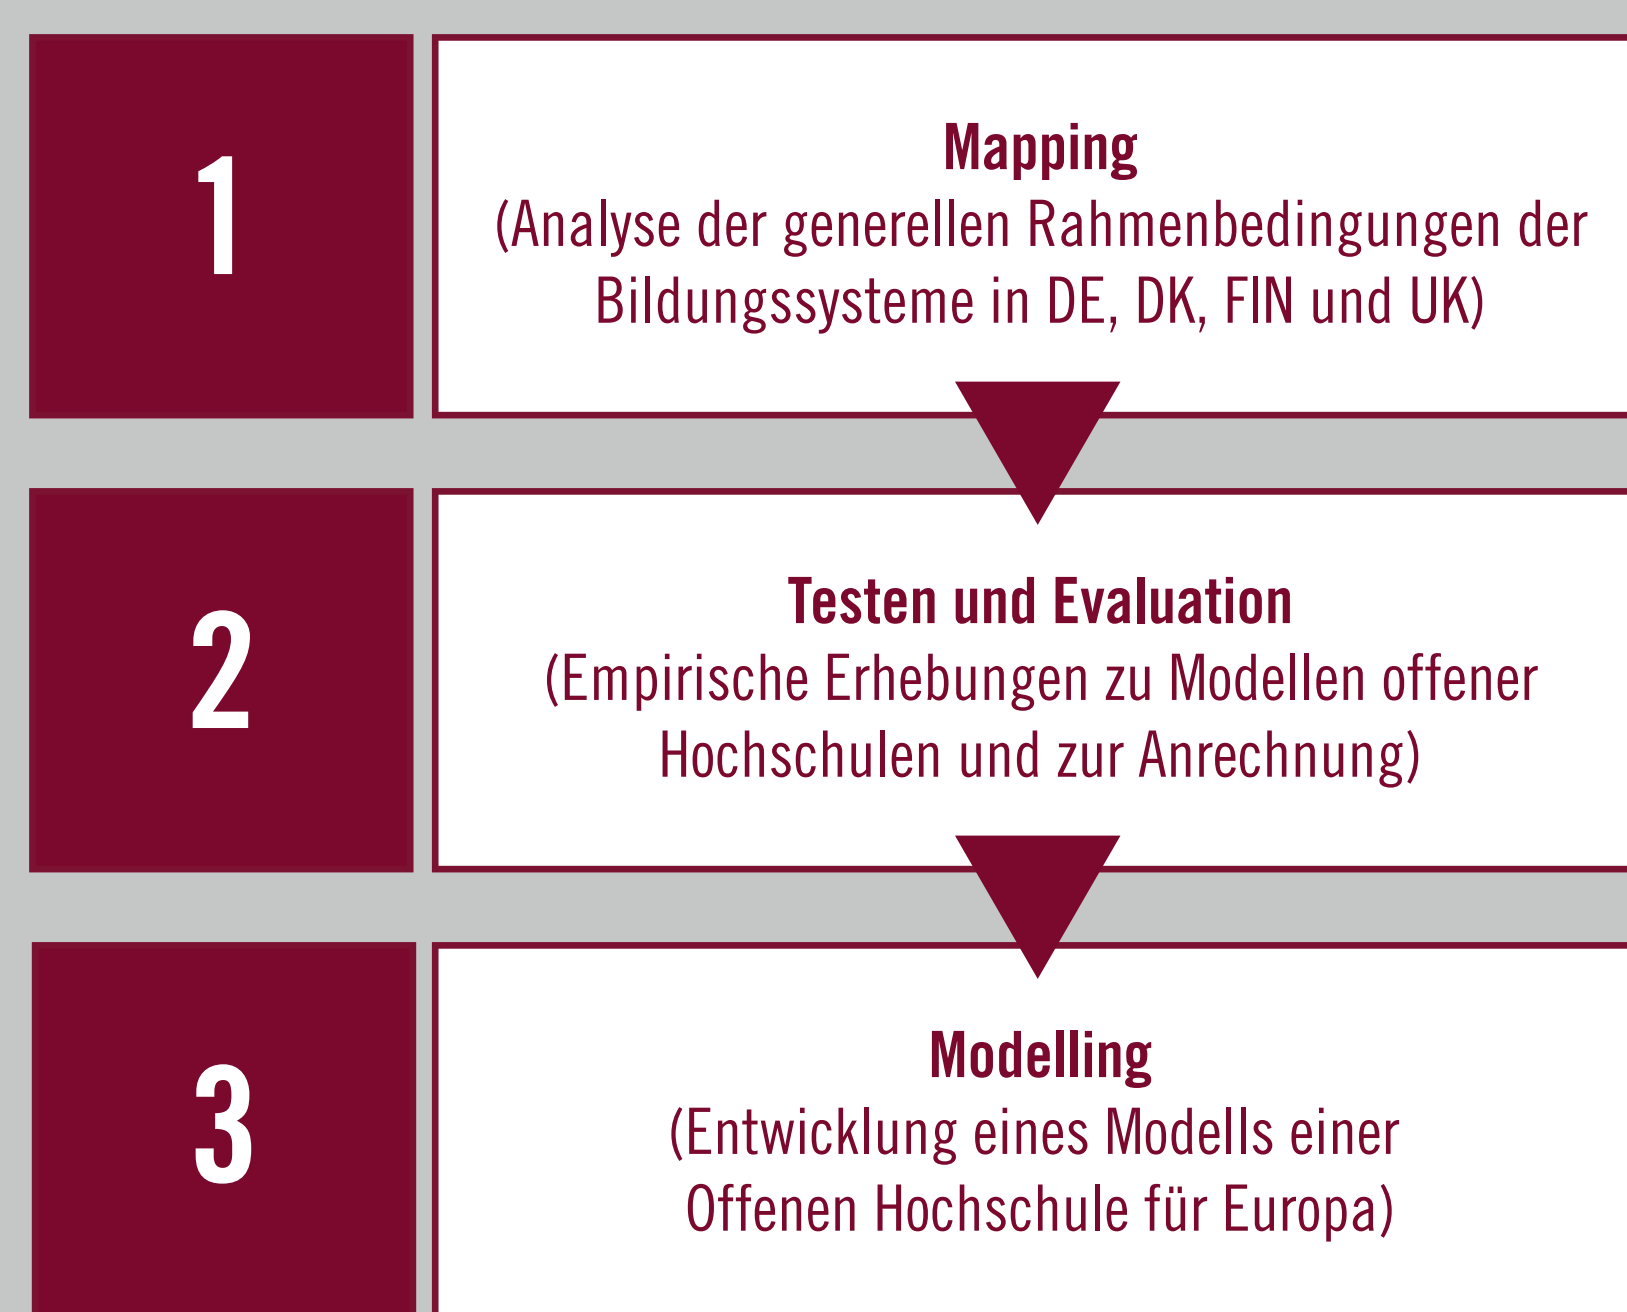 1
Mapping
(Analyse der generellen Rahmenbedingungen der
Bildungssysteme in DE, DK, FIN und UK)
2
Testen und Evaluation
(Empirische Erhebungen zu Modellen offener
Hochschulen und zur Anrechnung)
3
Modelling
(Entwicklung eines Modells einer
Offenen Hochschule für Europa)